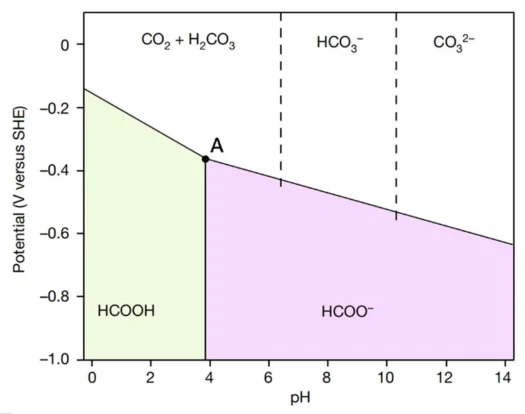 CO₂ + H₂CO₃ HCO₃⁻ CO₃²⁻
0
−0.2
−0.4
−0.6
−0.8
−1.0
Potential (V versus SHE)
A
HCOOH HCOO⁻
0 2 4 6 8 10 12 14
pH